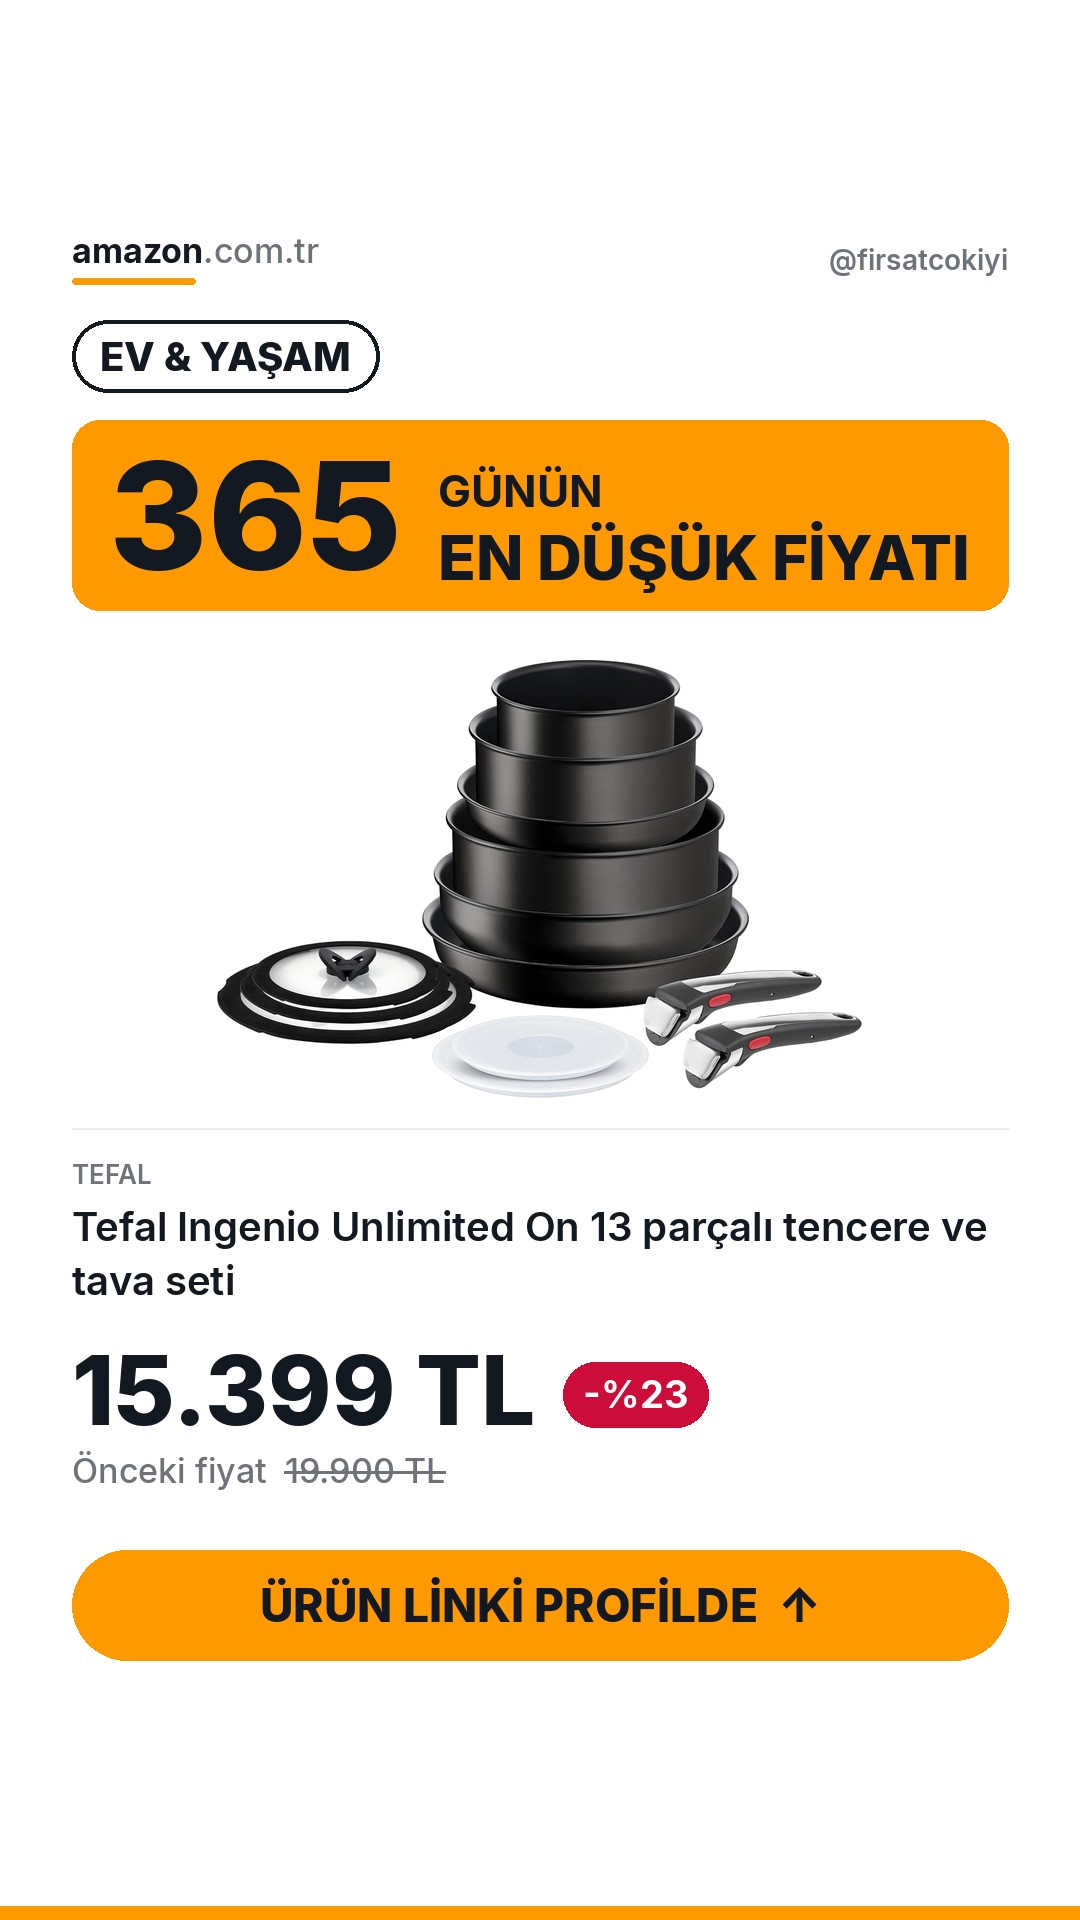 amazon.com.tr
@firsatcokiyi
EV & YAŞAM
365
GÜNÜN
EN DÜŞÜK FİYATI
TEFAL
Tefal Ingenio Unlimited On 13 parçalı tencere ve
tava seti
15.399 TL
-%23
Önceki fiyat 19.900 TL
ÜRÜN LİNKİ PROFİLDE ↑